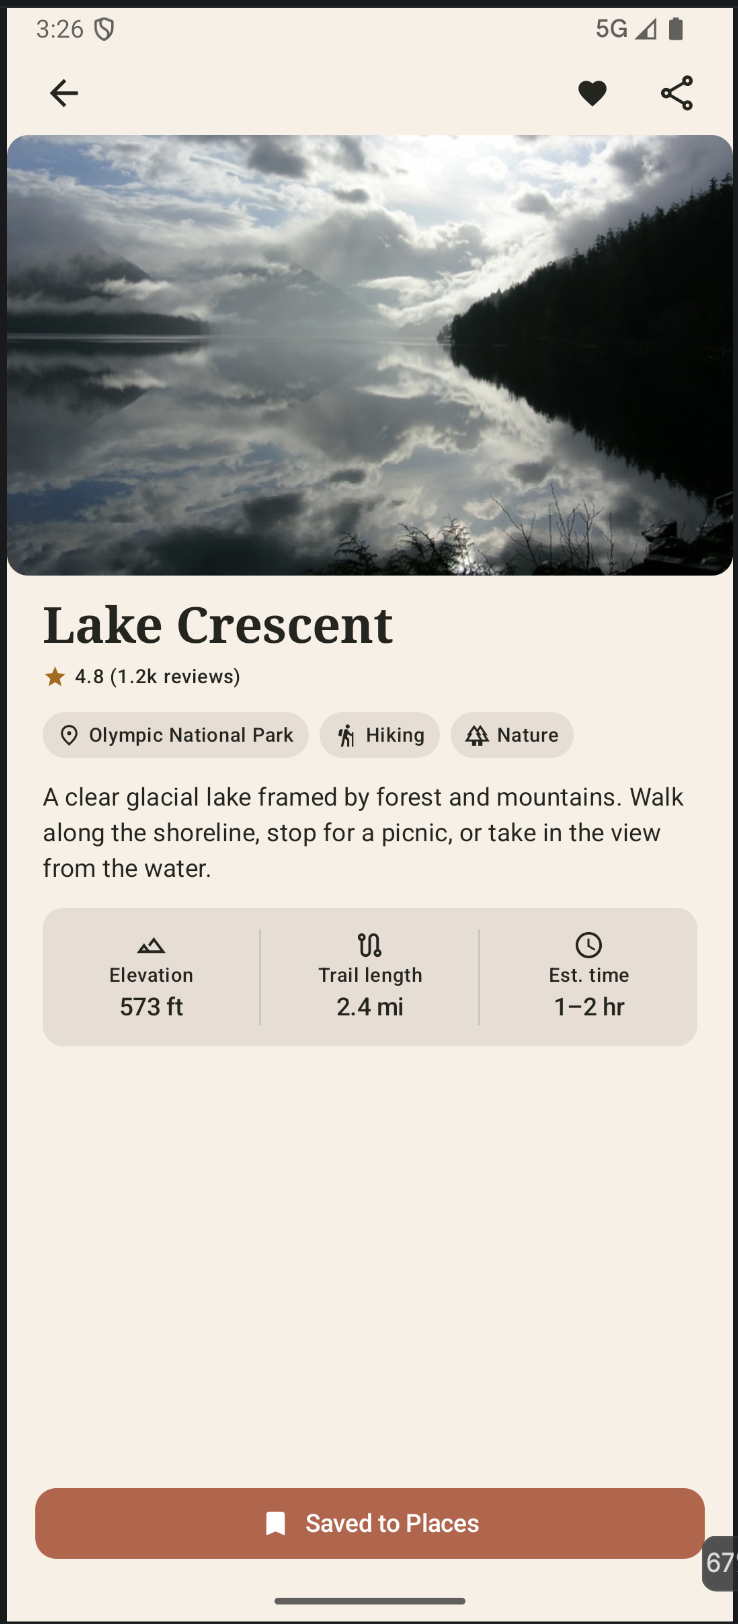 3:26 5G
Lake Crescent
4.8 (1.2k reviews)
Olympic National Park Hiking Nature
A clear glacial lake framed by forest and mountains. Walk
along the shoreline, stop for a picnic, or take in the view
from the water.
Elevation Trail length Est. time
573 ft 2.4 mi 1–2 hr
Saved to Places
67